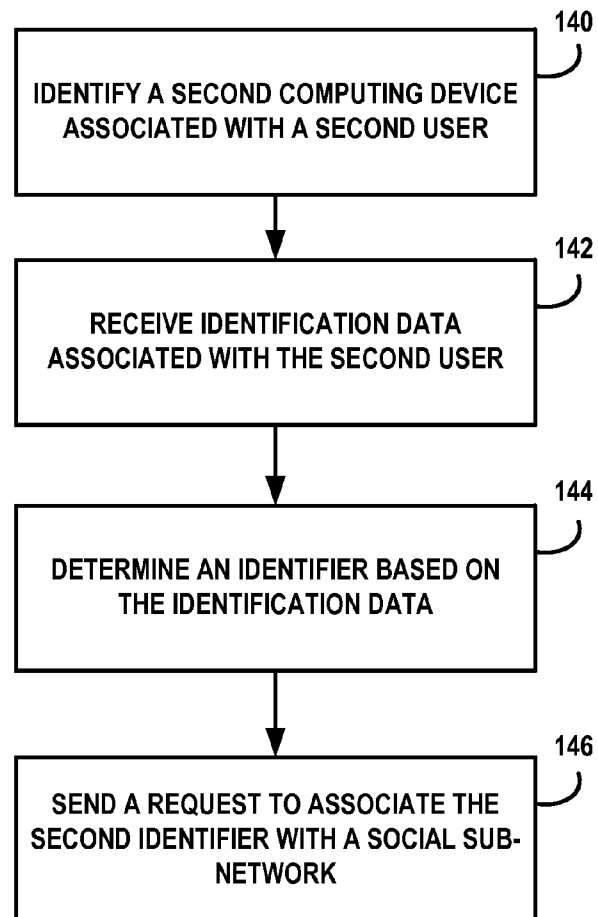 140
IDENTIFY A SECOND COMPUTING DEVICE
ASSOCIATED WITH A SECOND USER
142
RECEIVE IDENTIFICATION DATA
ASSOCIATED WITH THE SECOND USER
144
DETERMINE AN IDENTIFIER BASED ON
THE IDENTIFICATION DATA
146
SEND A REQUEST TO ASSOCIATE THE
SECOND IDENTIFIER WITH A SOCIAL SUB-
NETWORK